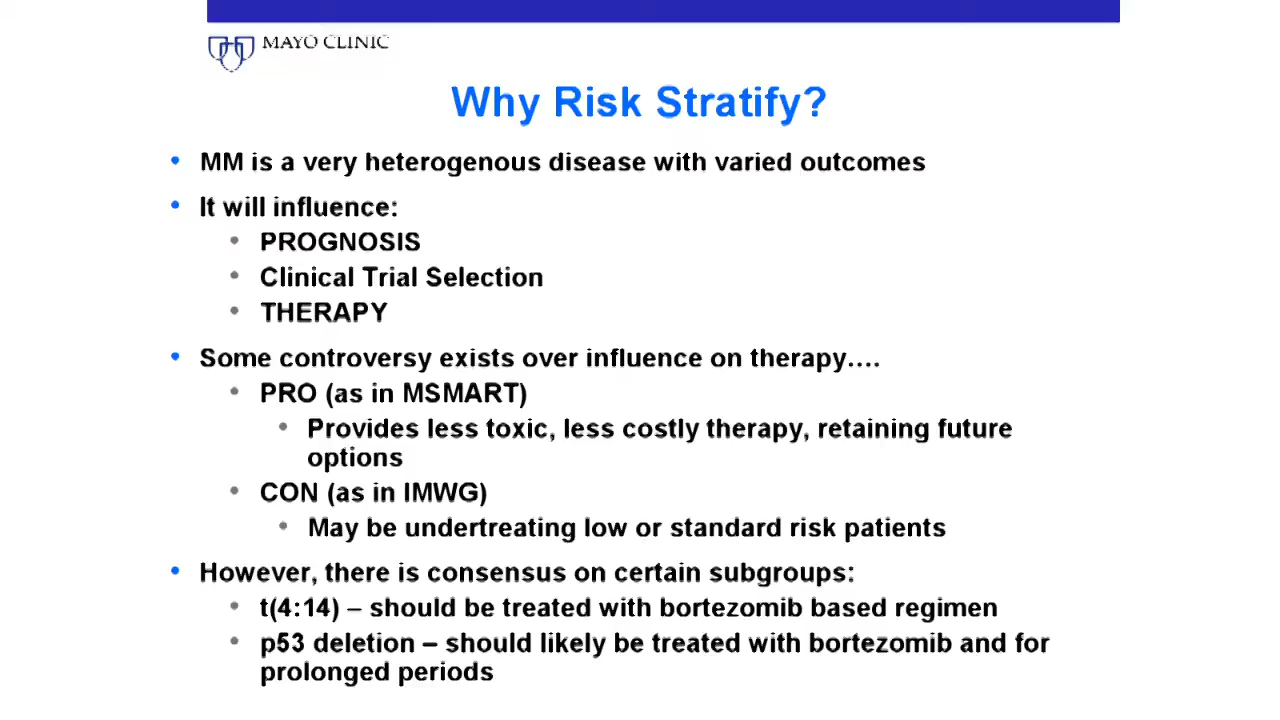 MAYO CLINIC
Why Risk Stratify?
• MM is a very heterogenous disease with varied outcomes
• It will influence:
• PROGNOSIS
• Clinical Trial Selection
• THERAPY
• Some controversy exists over influence on therapy....
• PRO (as in MSMART)
• Provides less toxic, less costly therapy, retaining future
options
• CON (as in IMWG)
• May be undertreating low or standard risk patients
• However, there is consensus on certain subgroups:
• t(4:14) – should be treated with bortezomib based regimen
• p53 deletion – should likely be treated with bortezomib and for
prolonged periods